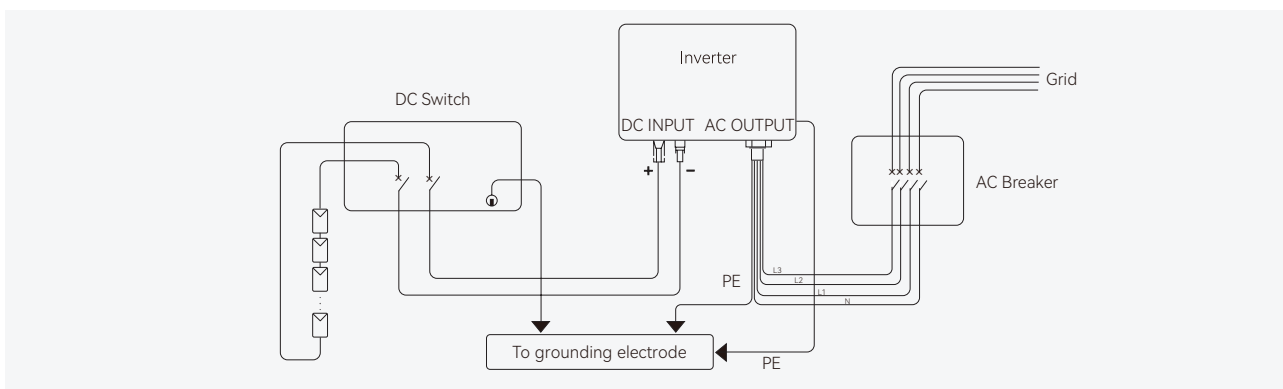 Inverter
Grid
DC Switch
DC INPUT AC OUTPUT
+ −
AC Breaker
L3
L2
PE
L1
N
To grounding electrode
PE